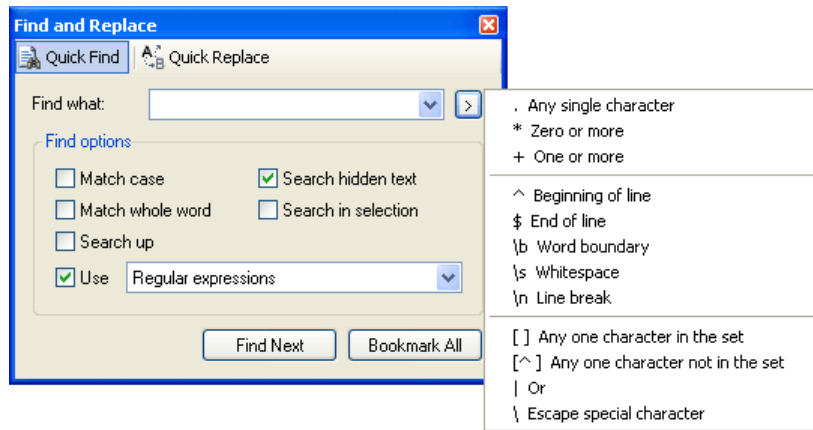 Find and Replace
Quick Find
Quick Replace
Find what:
>
Find options
Match case
Search hidden text
Match whole word
Search in selection
Search up
Use
Regular expressions
Find Next
Bookmark All
. Any single character
* Zero or more
+ One or more
^ Beginning of line
$ End of line
\b Word boundary
\s Whitespace
\n Line break
[ ] Any one character in the set
[^ ] Any one character not in the set
| Or
\ Escape special character